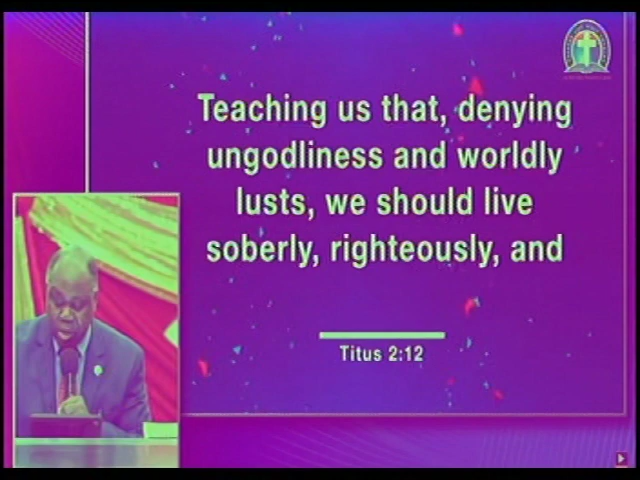 Teaching us that, denying
ungodliness and worldly
lusts, we should live
soberly, righteously, and
Titus 2:12